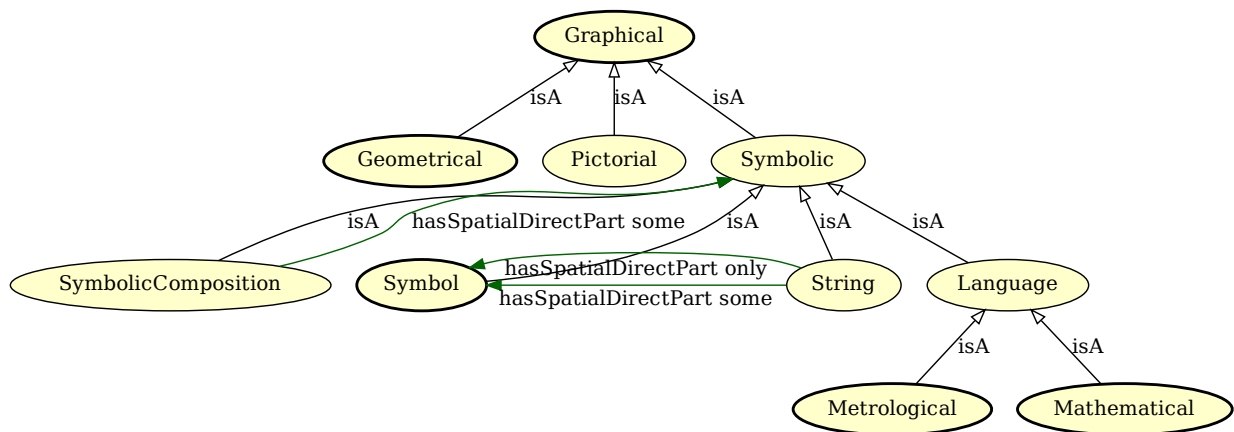 Graphical
isA
isA
isA
Geometrical
Pictorial
Symbolic
isA
hasSpatialDirectPart some
isA
isA
isA
hasSpatialDirectPart only
SymbolicComposition
Symbol
String
Language
hasSpatialDirectPart some
isA
isA
Metrological
Mathematical